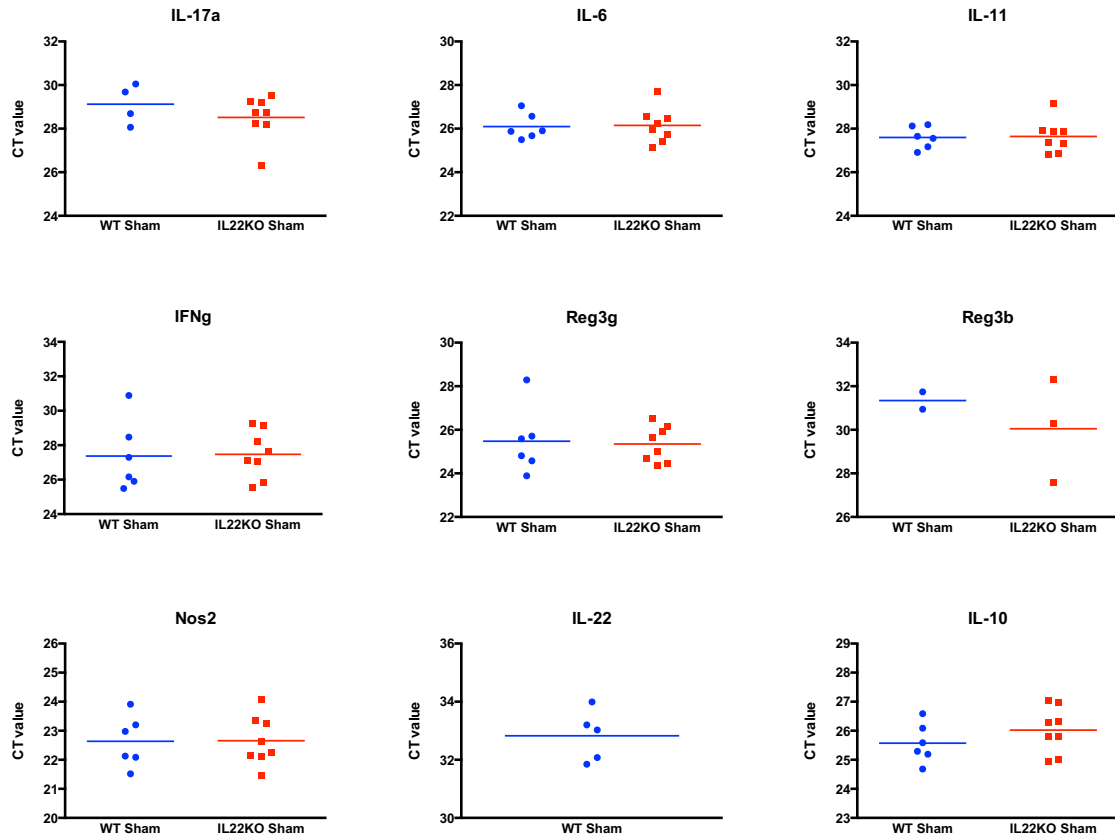 IL-17a
CT value
32
30
28
26
24
WT Sham
IL22KO Sham
IL-6
CT value
30
28
26
24
22
WT Sham
IL22KO Sham
IL-11
CT value
32
30
28
26
24
WT Sham
IL22KO Sham
IFNg
CT value
34
32
30
28
26
24
WT Sham
IL22KO Sham
Reg3g
CT value
30
28
26
24
22
WT Sham
IL22KO Sham
Reg3b
CT value
34
32
30
28
26
WT Sham
IL22KO Sham
Nos2
CT value
26
25
24
23
22
21
20
WT Sham
IL22KO Sham
IL-22
CT value
36
34
32
30
WT Sham
IL-10
CT value
29
28
27
26
25
24
23
WT Sham
IL22KO Sham